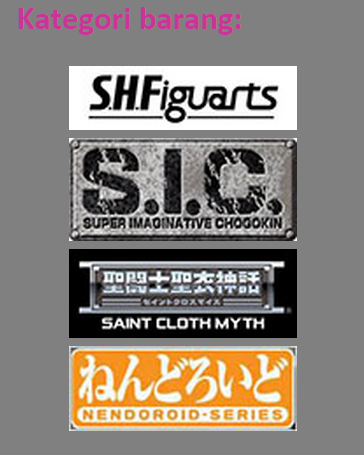 Kategori barang:
S.H.Figuarts
S.I.C.
SUPER IMAGINATIVE CHOGOKIN
聖闘士聖衣神話
セイントクロスマイス
SAINT CLOTH MYTH
ねんどろいど
NENDOROID-SERIES